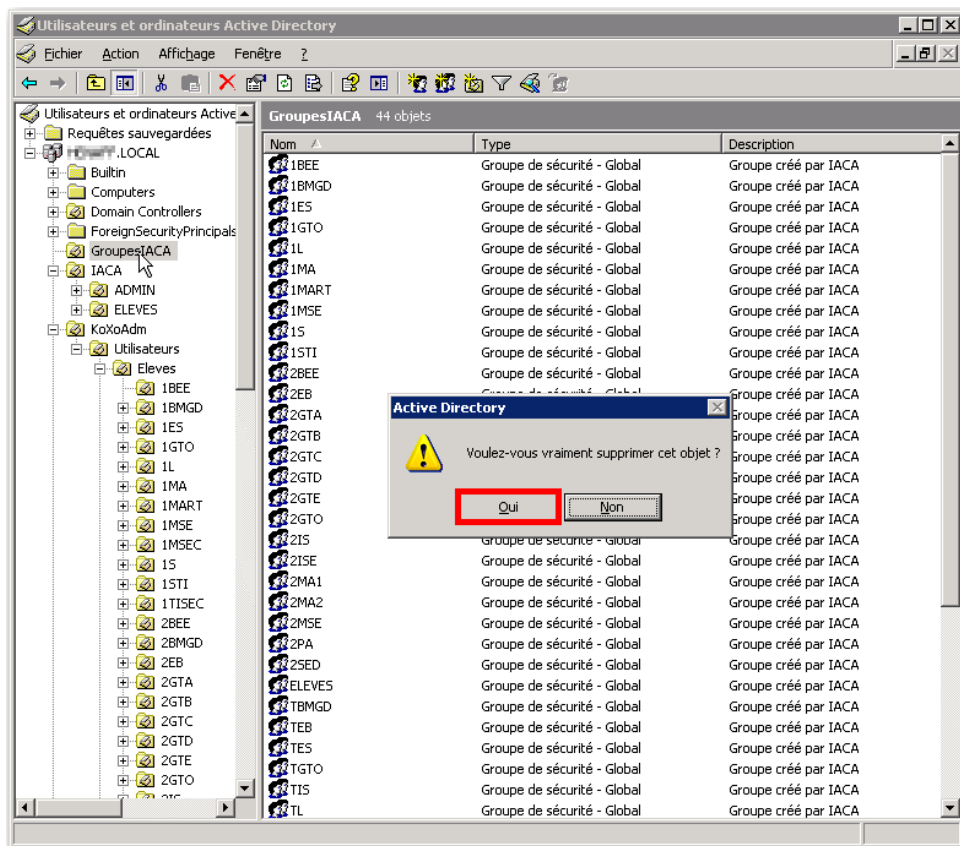 Utilisateurs et ordinateurs Active Directory
Fichier Action Affichage Fenêtre ?
Utilisateurs et ordinateurs Active
Requêtes sauvegardées
.LOCAL
Builtin
Computers
Domain Controllers
ForeignSecurityPrincipals
GroupesIACA
IACA
ADMIN
ELEVES
KoXoAdm
Utilisateurs
Eleves
1BEE
1BMGD
1ES
1GTO
1L
1MA
1MART
1MSE
1MSEC
1S
1STI
1TISEC
2BEE
2BMGD
2EB
2GTA
2GTB
2GTC
2GTD
2GTE
2GTO
2IS
GroupesIACA 44 objets
Nom Type Description
1BEE Groupe de sécurité - Global Groupe créé par IACA
1BMGD Groupe de sécurité - Global Groupe créé par IACA
1ES Groupe de sécurité - Global Groupe créé par IACA
1GTO Groupe de sécurité - Global Groupe créé par IACA
1L Groupe de sécurité - Global Groupe créé par IACA
1MA Groupe de sécurité - Global Groupe créé par IACA
1MART Groupe de sécurité - Global Groupe créé par IACA
1MSE Groupe de sécurité - Global Groupe créé par IACA
1S Groupe de sécurité - Global Groupe créé par IACA
1STI Groupe de sécurité - Global Groupe créé par IACA
2BEE Groupe de sécurité - Global Groupe créé par IACA
2EB Groupe de sécurité - Global Groupe créé par IACA
2GTA Groupe créé par IACA
2GTB Groupe créé par IACA
2GTC Groupe créé par IACA
2GTD Groupe créé par IACA
2GTE Groupe créé par IACA
2GTO Groupe créé par IACA
2IS Groupe de sécurité - Global Groupe créé par IACA
2ISE Groupe de sécurité - Global Groupe créé par IACA
2MA1 Groupe de sécurité - Global Groupe créé par IACA
2MA2 Groupe de sécurité - Global Groupe créé par IACA
2MSE Groupe de sécurité - Global Groupe créé par IACA
2PA Groupe de sécurité - Global Groupe créé par IACA
2SED Groupe de sécurité - Global Groupe créé par IACA
ELEVES Groupe de sécurité - Global Groupe créé par IACA
TBMGD Groupe de sécurité - Global Groupe créé par IACA
TEB Groupe de sécurité - Global Groupe créé par IACA
TES Groupe de sécurité - Global Groupe créé par IACA
TGTO Groupe de sécurité - Global Groupe créé par IACA
TIS Groupe de sécurité - Global Groupe créé par IACA
TL Groupe de sécurité - Global Groupe créé par IACA
Active Directory
Voulez-vous vraiment supprimer cet objet ?
Oui Non